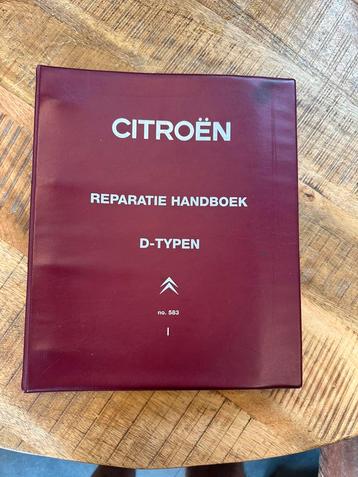 CITROËN
REPARATIE HANDBOEK
D-TYPEN
no. 583
I